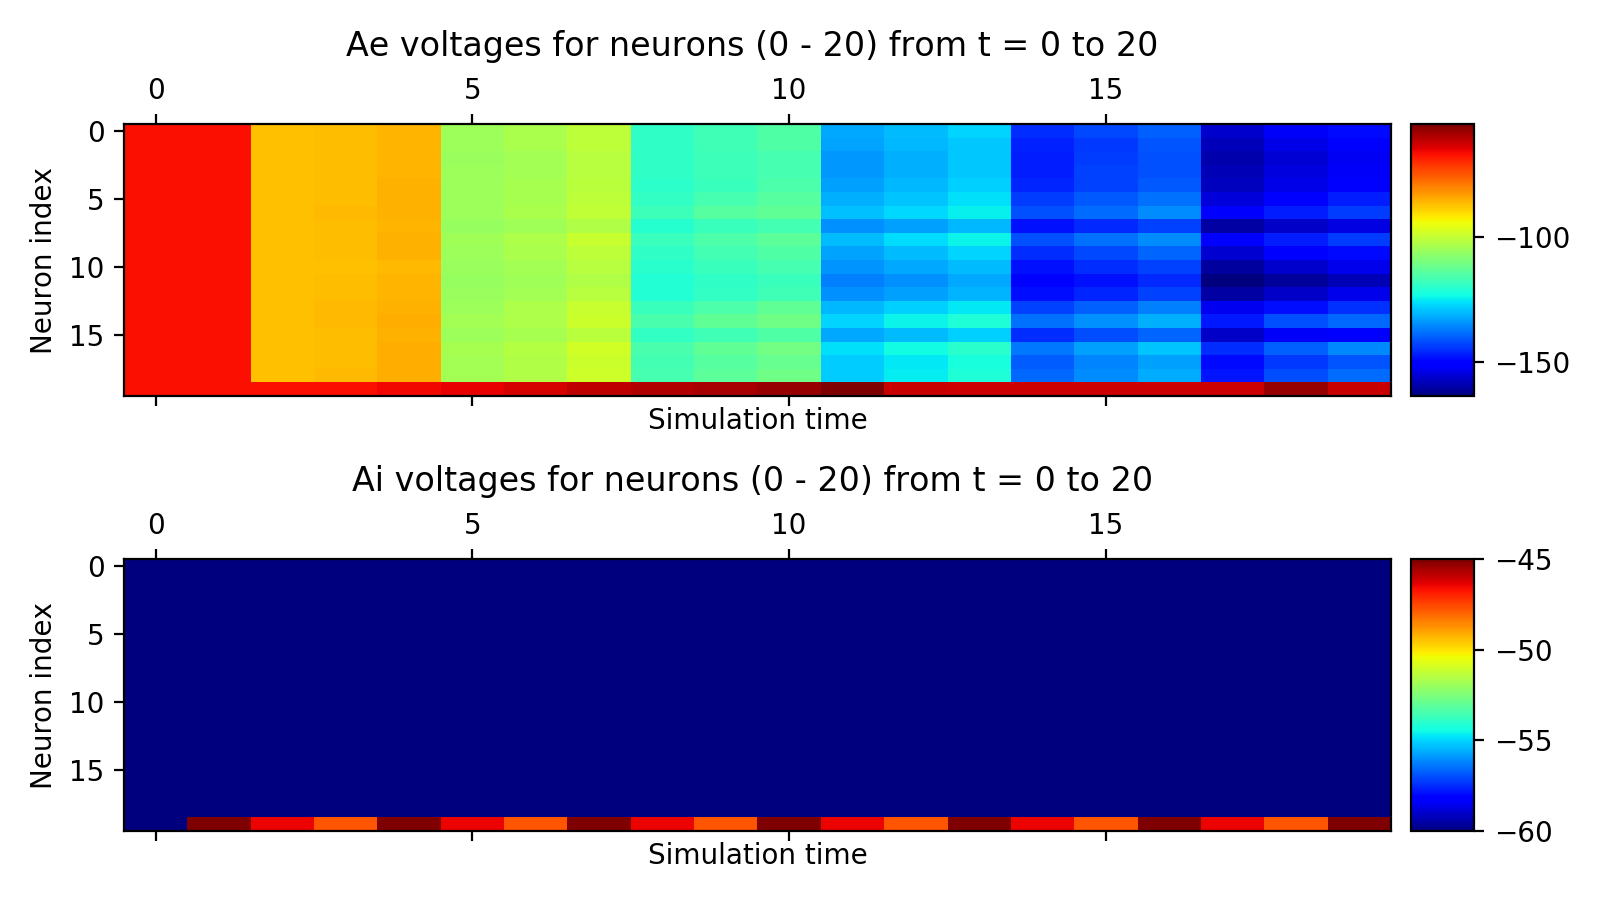 Ae voltages for neurons (0 - 20) from t = 0 to 20
0 5 10 15
0
5
10
15
Neuron index
−100
−150
Simulation time
Ai voltages for neurons (0 - 20) from t = 0 to 20
0 5 10 15
0
5
10
15
Neuron index
−45
−50
−55
−60
Simulation time